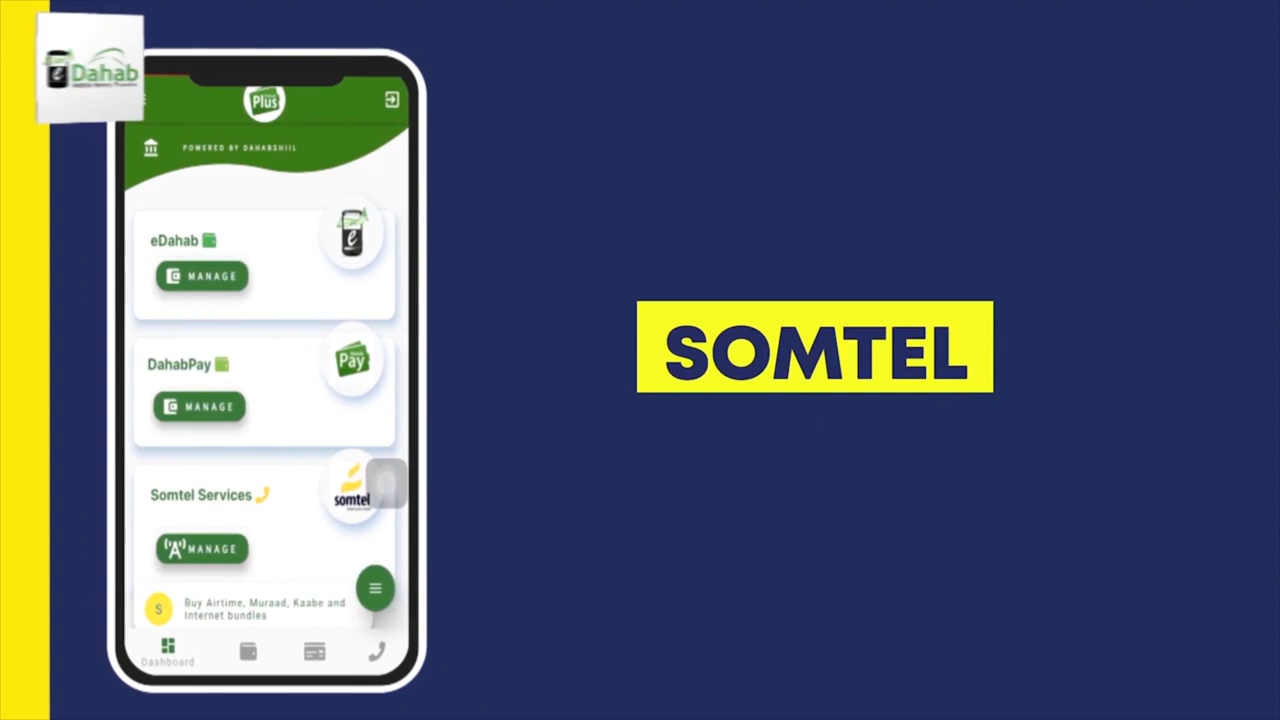 eDahab
Plus
POWERED BY DAHABSHIIL
eDahab
MANAGE
DahabPay
Pay
MANAGE
Somtel Services
somtel
MANAGE
S
Buy Airtime, Muraad, Kaabe and
Internet bundles
Dashboard
SOMTEL